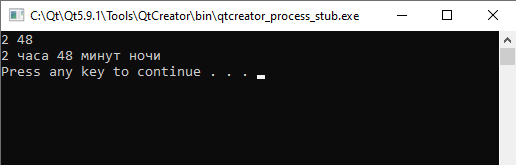 C:\Qt\Qt5.9.1\Tools\QtCreator\bin\qtcreator_process_stub.exe
2 48
2 часа 48 минут ночи
Press any key to continue . . .